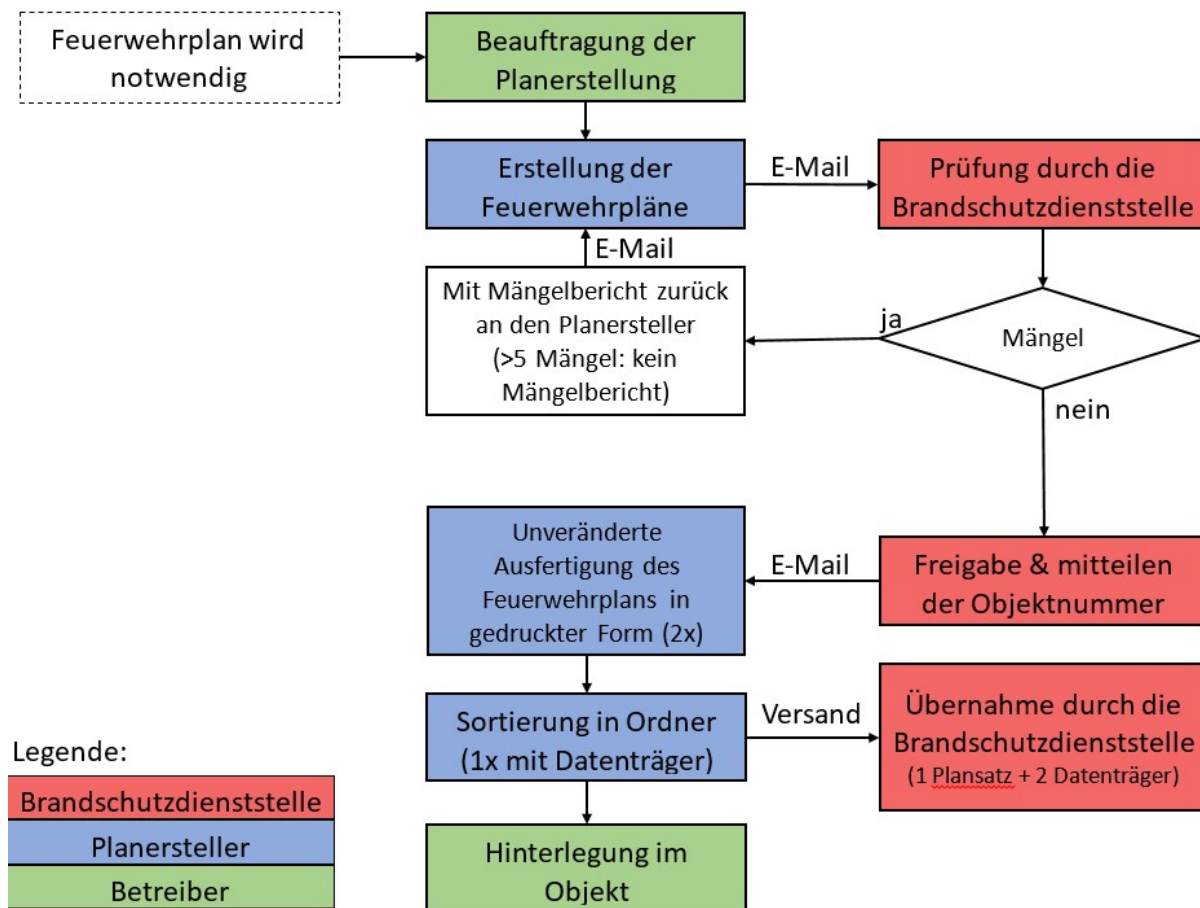 Feuerwehrplan wird
notwendig
Beauftragung der
Planerstellung
Erstellung der
Feuerwehrpläne
E-Mail
Prüfung durch die
Brandschutzdienststelle
E-Mail
Mit Mängelbericht zurück
an den Planersteller
(>5 Mängel: kein
Mängelbericht)
ja
Mängel
nein
Unveränderte
Ausfertigung des
Feuerwehrplans in
gedruckter Form (2x)
E-Mail
Freigabe & mitteilen
der Objektnummer
Sortierung in Ordner
(1x mit Datenträger)
Versand
Übernahme durch die
Brandschutzdienststelle
(1 Plansatz + 2 Datenträger)
Hinterlegung im
Objekt
Legende:
Brandschutzdienststelle
Planersteller
Betreiber